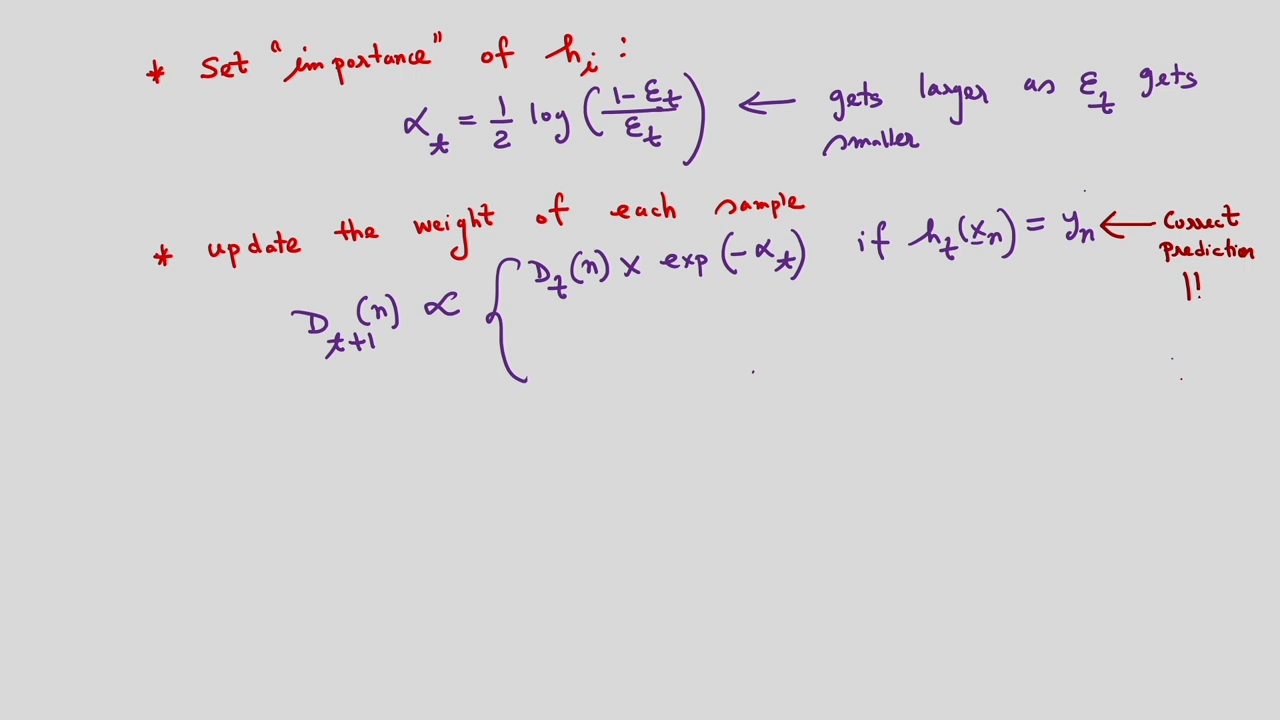 * Set "importance" of h_i :
α_t = 1/2 log ( (1 - ε_t) / ε_t ) ← gets larger as ε_t gets
smaller
* update the weight of each sample
D_{t+1}(n) ∝ { D_t(n) × exp(-α_t) if h_t(x_n) = y_n ← Correct
prediction
!!